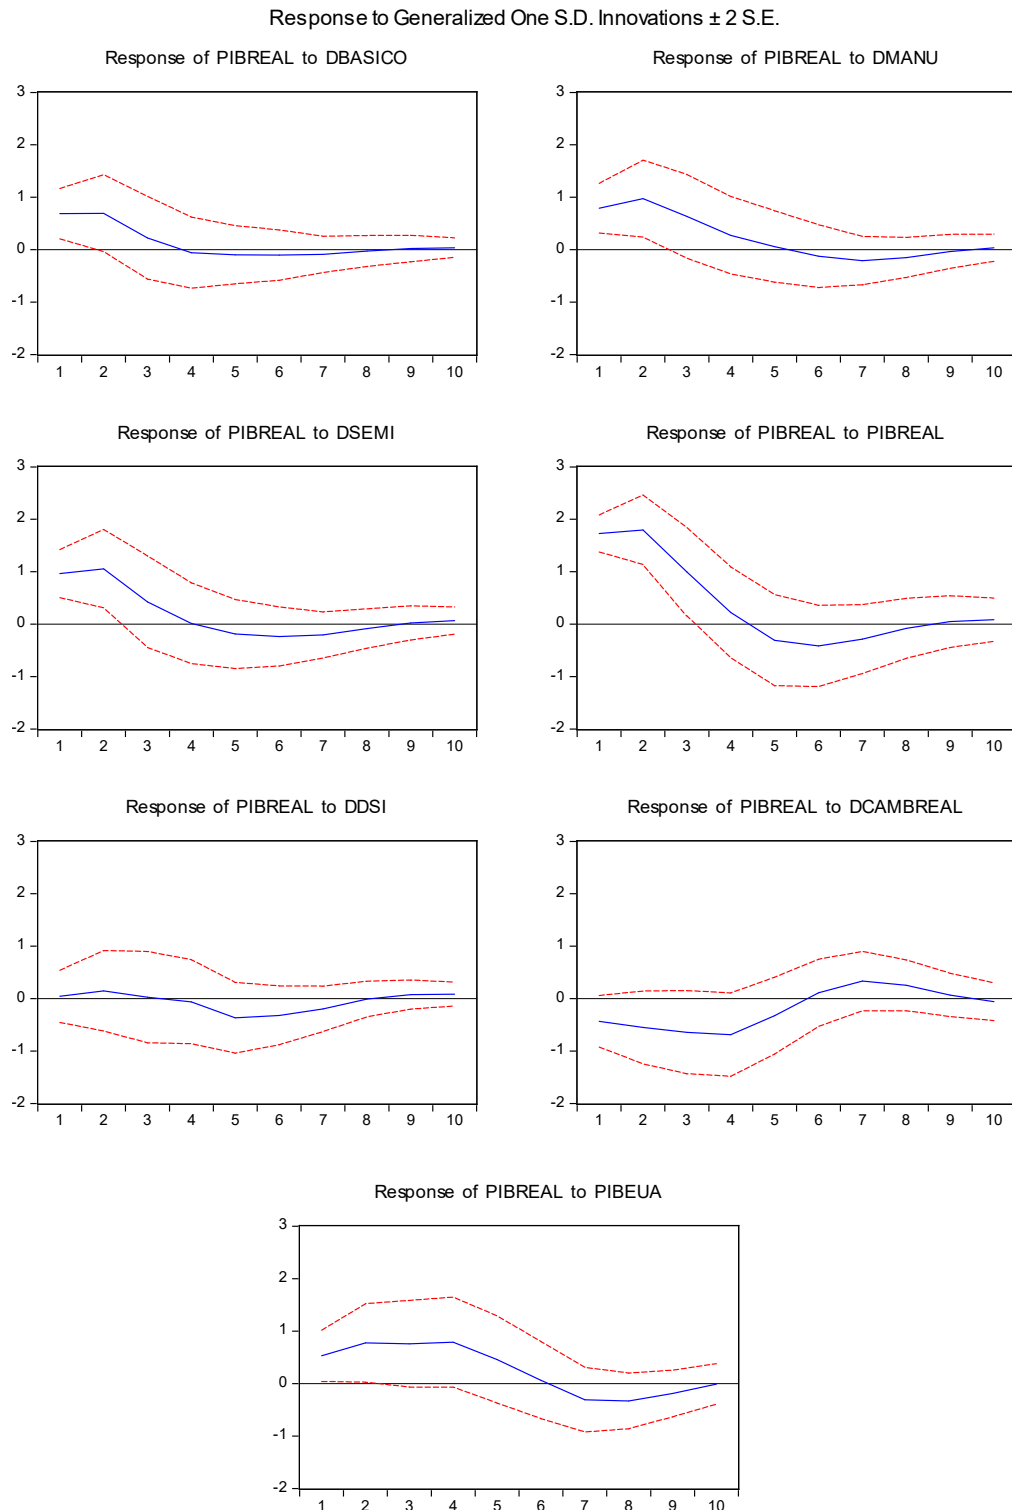 Response to Generalized One S.D. Innovations ± 2 S.E.
Response of PIBREAL to DBASICO
3
2
1
0
-1
-2
1 2 3 4 5 6 7 8 9 10
Response of PIBREAL to DMANU
3
2
1
0
-1
-2
1 2 3 4 5 6 7 8 9 10
Response of PIBREAL to DSEMI
3
2
1
0
-1
-2
1 2 3 4 5 6 7 8 9 10
Response of PIBREAL to PIBREAL
3
2
1
0
-1
-2
1 2 3 4 5 6 7 8 9 10
Response of PIBREAL to DDSI
3
2
1
0
-1
-2
1 2 3 4 5 6 7 8 9 10
Response of PIBREAL to DCAMBREAL
3
2
1
0
-1
-2
1 2 3 4 5 6 7 8 9 10
Response of PIBREAL to PIBEUA
3
2
1
0
-1
-2
1 2 3 4 5 6 7 8 9 10